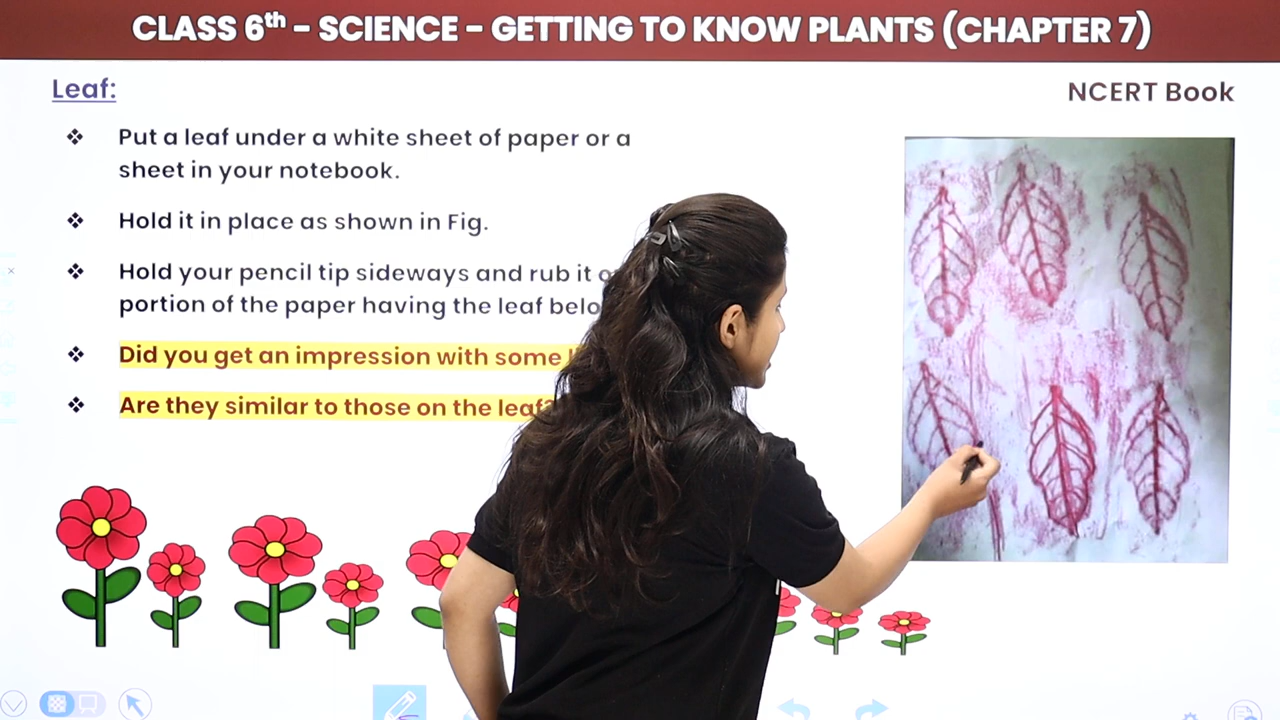 CLASS 6th - SCIENCE - GETTING TO KNOW PLANTS (CHAPTER 7)
Leaf:
NCERT Book
❖ Put a leaf under a white sheet of paper or a
sheet in your notebook.
❖ Hold it in place as shown in Fig.
❖ Hold your pencil tip sideways and rub it
portion of the paper having the leaf
❖ Did you get an impression with some
❖ Are they similar to those on the leaf?